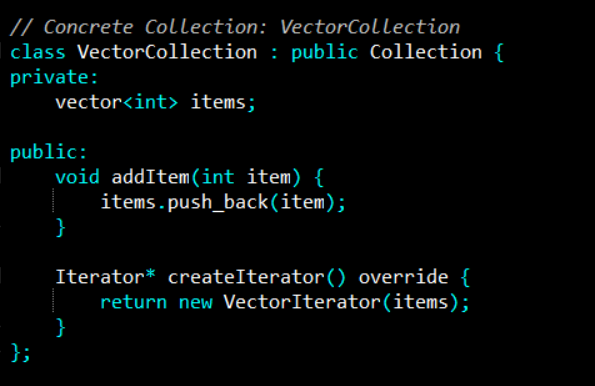 // Concrete Collection: VectorCollection
class VectorCollection : public Collection {
private:
    vector<int> items;

public:
    void addItem(int item) {
        items.push_back(item);
    }

    Iterator* createIterator() override {
        return new VectorIterator(items);
    }
};